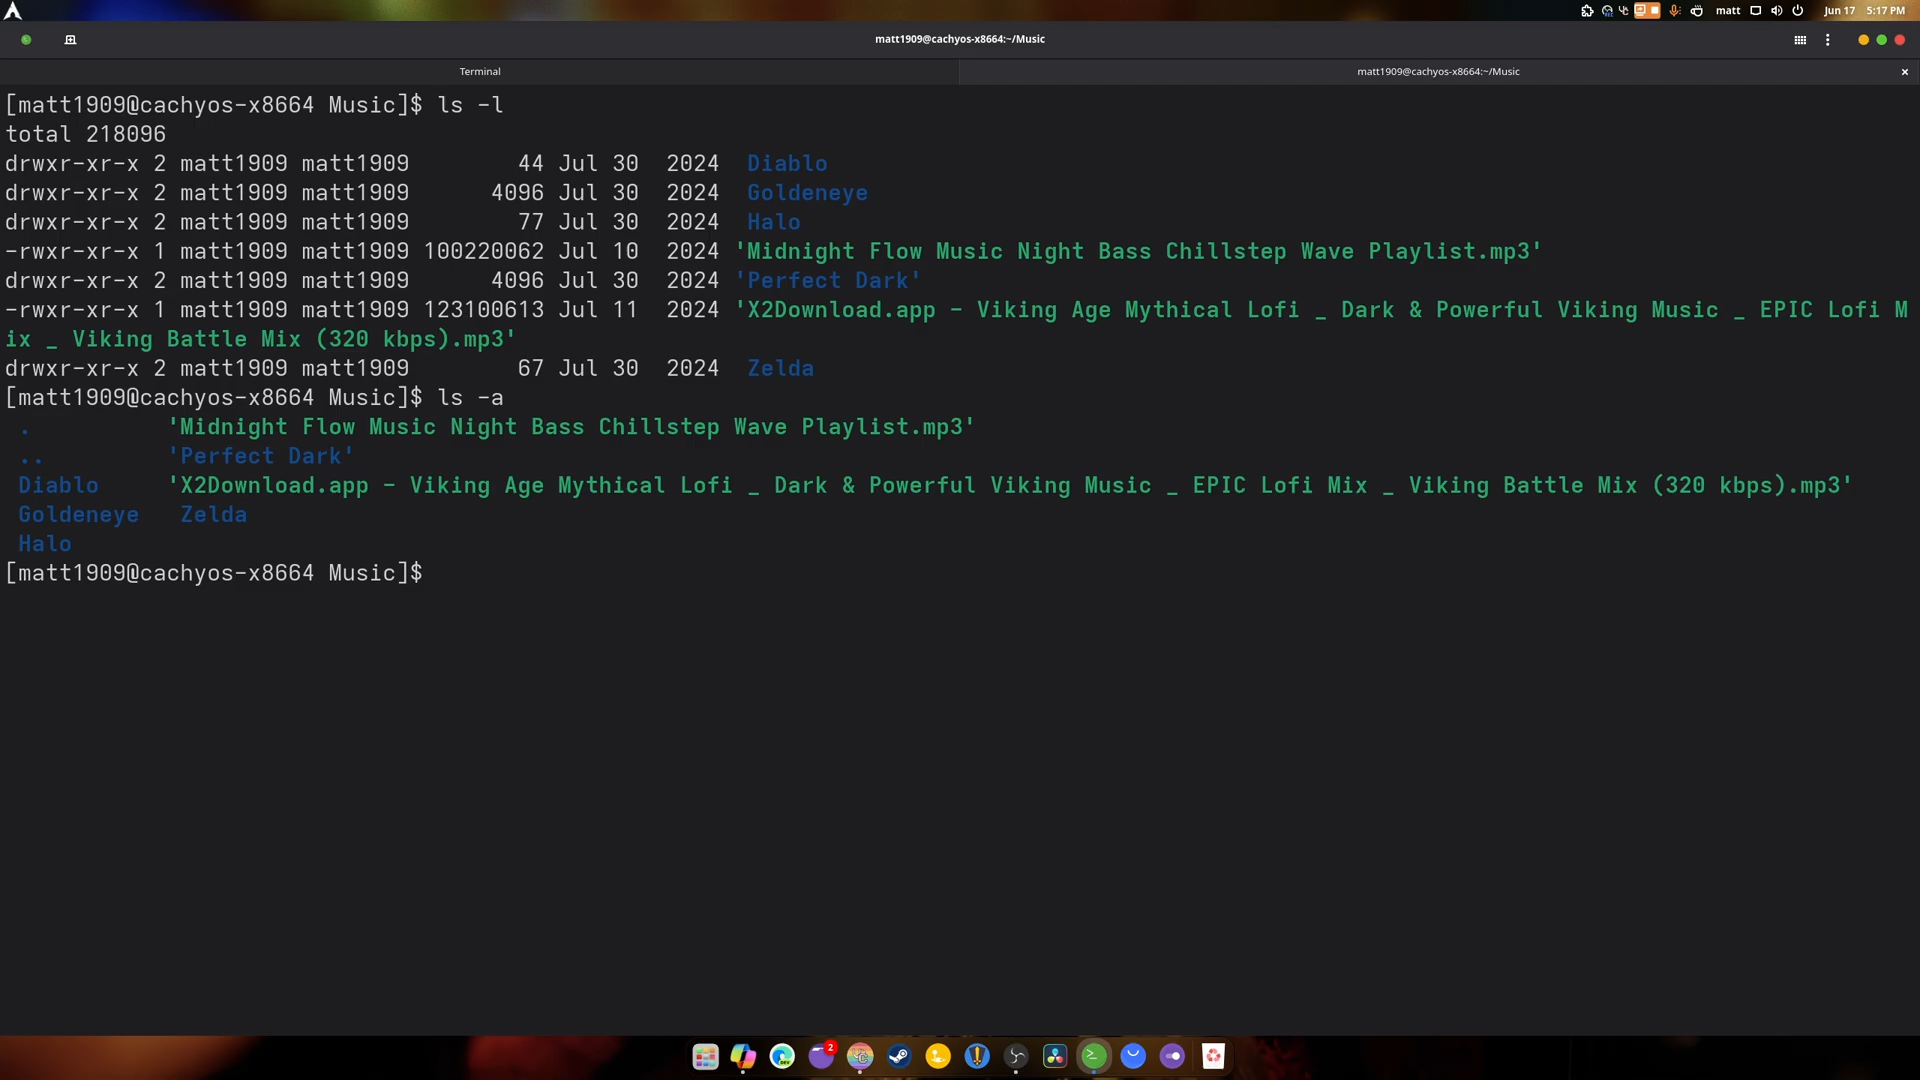 matt Jun 17 5:17 PM
matt1909@cachyos-x8664:~/Music
Terminal matt1909@cachyos-x8664:~/Music
[matt1909@cachyos-x8664 Music]$ ls -l
total 218096
drwxr-xr-x 2 matt1909 matt1909        44 Jul 30  2024  Diablo
drwxr-xr-x 2 matt1909 matt1909      4096 Jul 30  2024  Goldeneye
drwxr-xr-x 2 matt1909 matt1909        77 Jul 30  2024  Halo
-rwxr-xr-x 1 matt1909 matt1909 100220062 Jul 10  2024 'Midnight Flow Music Night Bass Chillstep Wave Playlist.mp3'
drwxr-xr-x 2 matt1909 matt1909      4096 Jul 30  2024 'Perfect Dark'
-rwxr-xr-x 1 matt1909 matt1909 123100613 Jul 11  2024 'X2Download.app - Viking Age Mythical Lofi _ Dark & Powerful Viking Music _ EPIC Lofi M
ix _ Viking Battle Mix (320 kbps).mp3'
drwxr-xr-x 2 matt1909 matt1909        67 Jul 30  2024  Zelda
[matt1909@cachyos-x8664 Music]$ ls -a
 .          'Midnight Flow Music Night Bass Chillstep Wave Playlist.mp3'
 ..         'Perfect Dark'
 Diablo     'X2Download.app - Viking Age Mythical Lofi _ Dark & Powerful Viking Music _ EPIC Lofi Mix _ Viking Battle Mix (320 kbps).mp3'
 Goldeneye   Zelda
 Halo
[matt1909@cachyos-x8664 Music]$
2